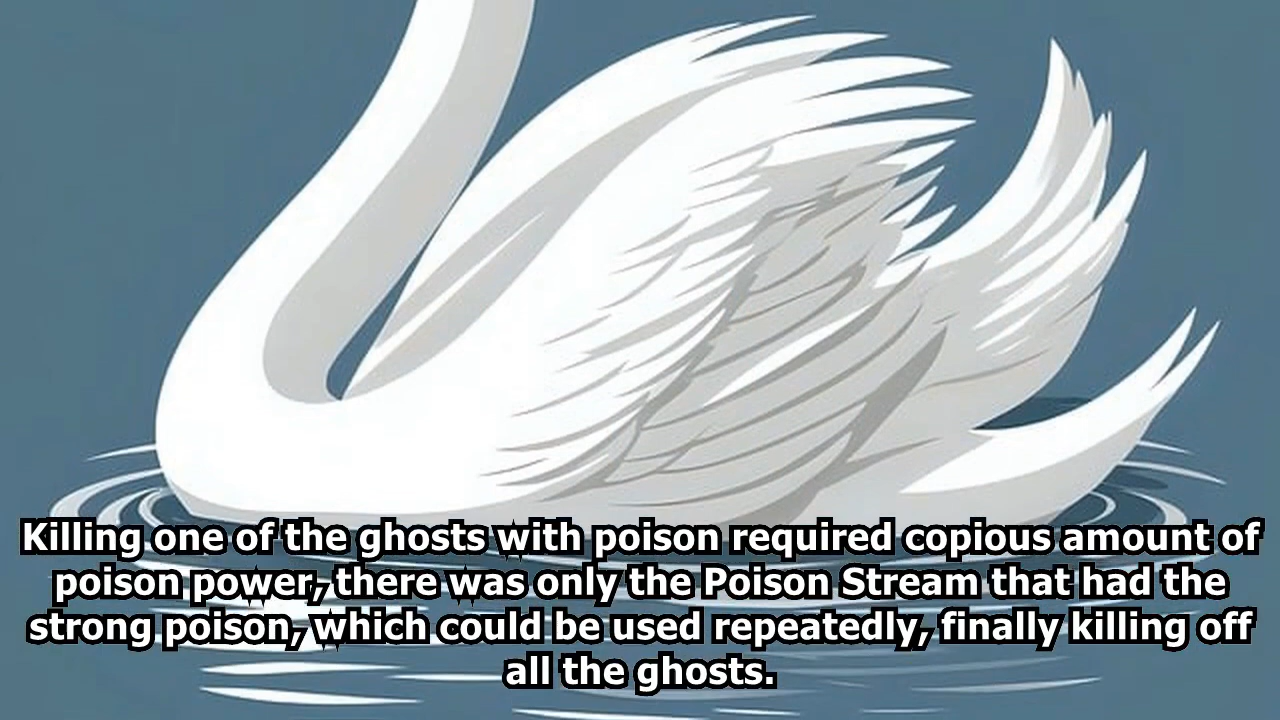 Killing one of the ghosts with poison required copious amount of
poison power, there was only the Poison Stream that had the
strong poison, which could be used repeatedly, finally killing off
all the ghosts.